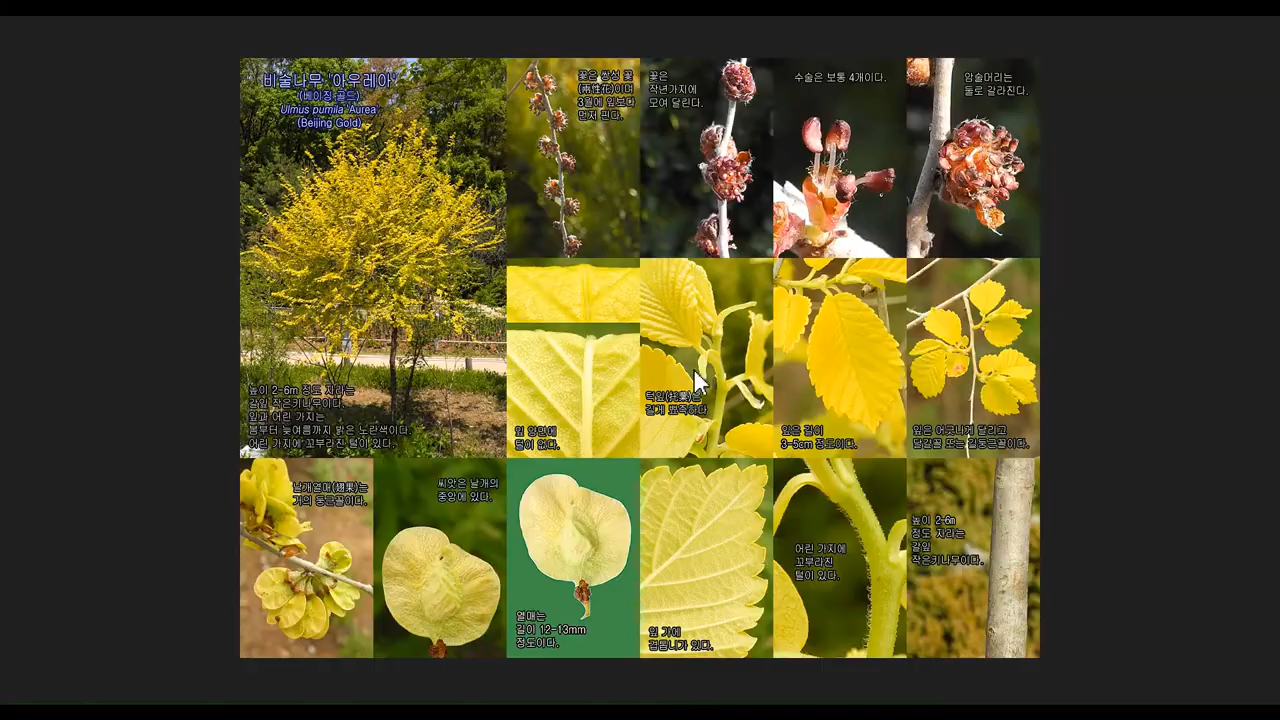 비술나무 '아우레아'
(베이징 골드)
Ulmus pumila 'Aurea'
(Beijing Gold)
높이 2-6m 정도 자라는
갈잎 작은키나무이다.
잎과 어린 가지는
봄부터 늦여름까지 밝은 노란색이다.
어린 가지에 꼬부라진 털이 있다.
꽃은 쌍성 꽃
(兩性花)이며
3월에 잎보다
먼저 핀다.
꽃은
작년가지에
모여 달린다.
수술은 보통 4개이다.
암술머리는
둘로 갈라진다.
잎 양면에
털이 없다.
턱잎(托葉)은
길게 뾰족하다
잎은 길이
3-5cm 정도이다.
잎은 어긋나게 달리고
달걀꼴 또는 길둥근꼴이다.
날개열매(翅果)는
거의 둥근꼴이다.
씨앗은 날개의
중앙에 있다.
열매는
길이 12-13mm
정도이다.
잎 가에
겹톱니가 있다.
어린 가지에
꼬부라진
털이 있다.
높이 2-6m
정도 자라는
갈잎
작은키나무이다.